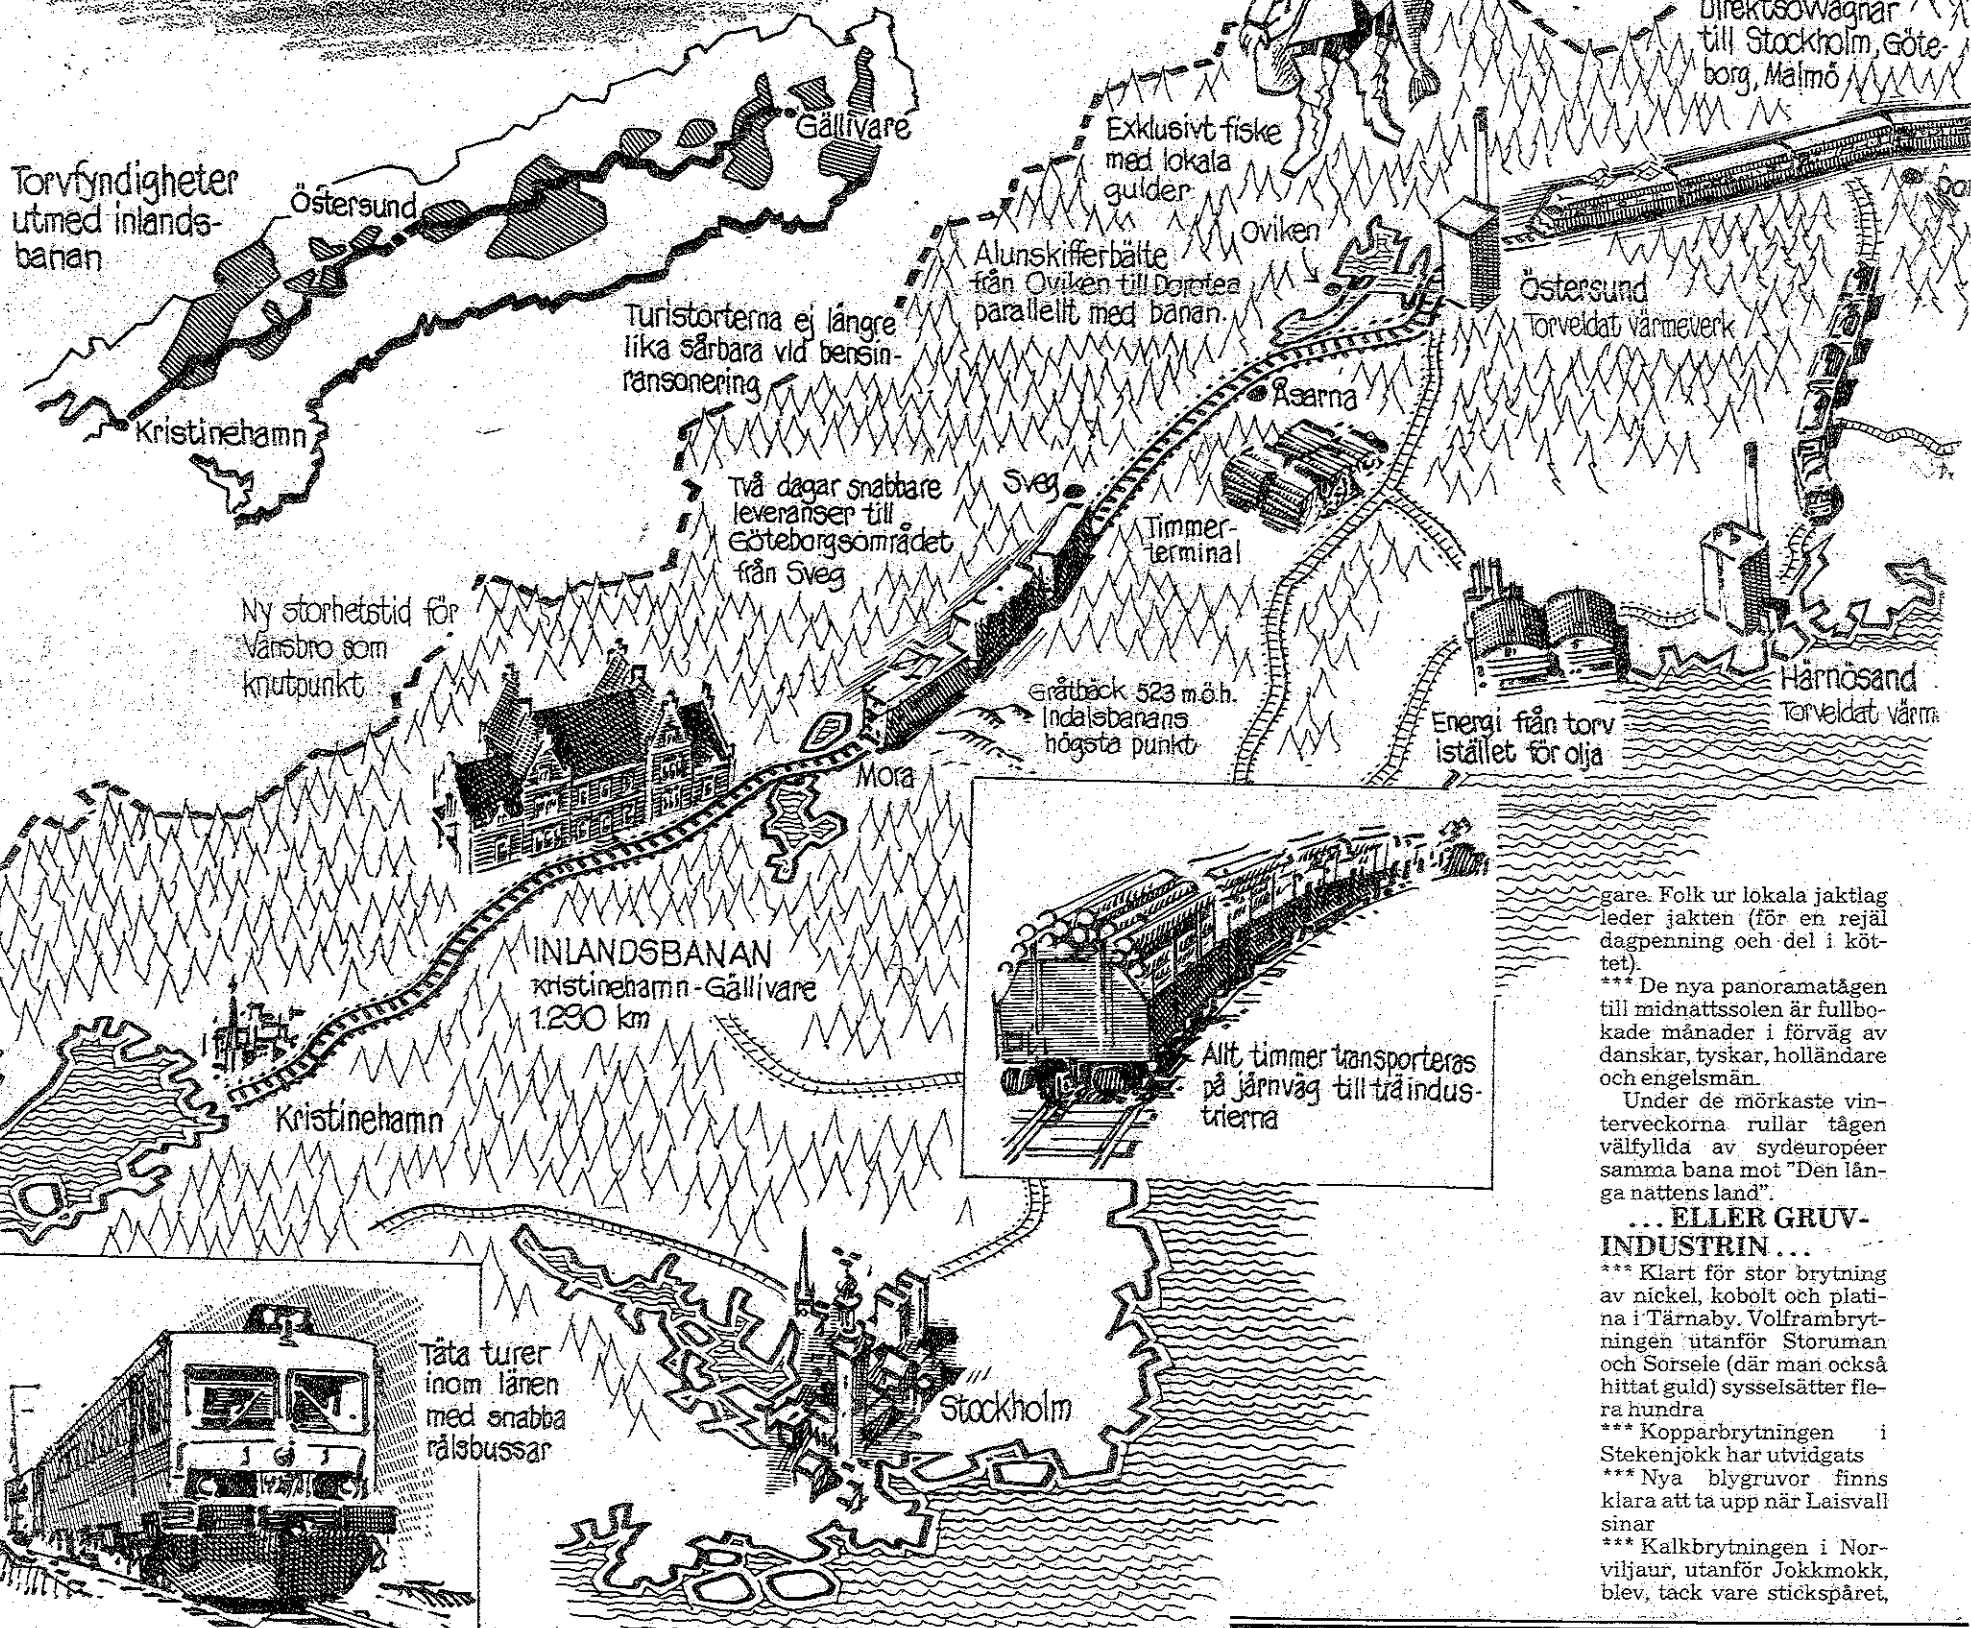 Direktsovvagnar
till Stockholm, Göte-
borg, Malmö
Gällivare
Torvfyndigheter
utmed inlands-
banan
Östersund
Kristinehamn
Exklusivt fiske
med lokala
gulder
Oviken
Alunskifferbälte
från Oviken till Dorotea
parallellt med banan.
Östersund
Torveldat värmeverk
Turistorterna ej längre
lika sårbara vid bensin-
ransonering
Åsarna
Två dagar snabbare
leveranser till
Göteborgsområdet
från Sveg
Sveg
Timmer-
terminal
Ny storhetstid för
Vansbro som
knutpunkt
Gråtbäck 523 m.ö.h.
Indalsbanans
högsta punkt
Härnösand
Torveldat värm
Energi från torv
istället för olja
Mora
INLANDSBANAN
Kristinehamn - Gällivare
1.290 km
Allt timmer transporteras
på järnväg till träindus-
trierna
Kristinehamn
Täta turer
inom länen
med snabba
rälsbussar
Stockholm
gare. Folk ur lokala jaktlag
leder jakten (för en rejäl
dagpenning och del i köt-
tet).
*** De nya panoramatågen
till midnattssolen är fullbo-
kade månader i förväg av
danskar, tyskar, holländare
och engelsmän.
Under de mörkaste vin-
terveckorna rullar tågen
välfyllda av sydeuropéer
samma bana mot "Den lån-
ga nattens land".
... ELLER GRUV-
INDUSTRIN ...
*** Klart för stor brytning
av nickel, kobolt och plati-
na i Tärnaby. Volframbryt-
ningen utanför Storuman
och Sorsele (där man också
hittat guld) sysselsätter fle-
ra hundra
*** Kopparbrytningen i
Stekenjokk har utvidgats
*** Nya blygruvor finns
klara att ta upp när Laisvall
sinar
*** Kalkbrytningen i Nor-
viljaur, utanför Jokkmokk,
blev, tack vare stickspåret,